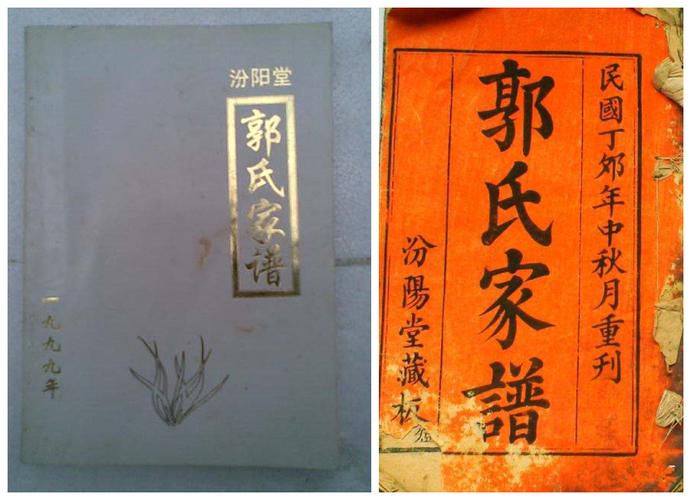 汾阳堂
郭氏家谱
一九九九年
民國丁卯年中秋月重刊
郭氏家譜
汾陽堂藏板